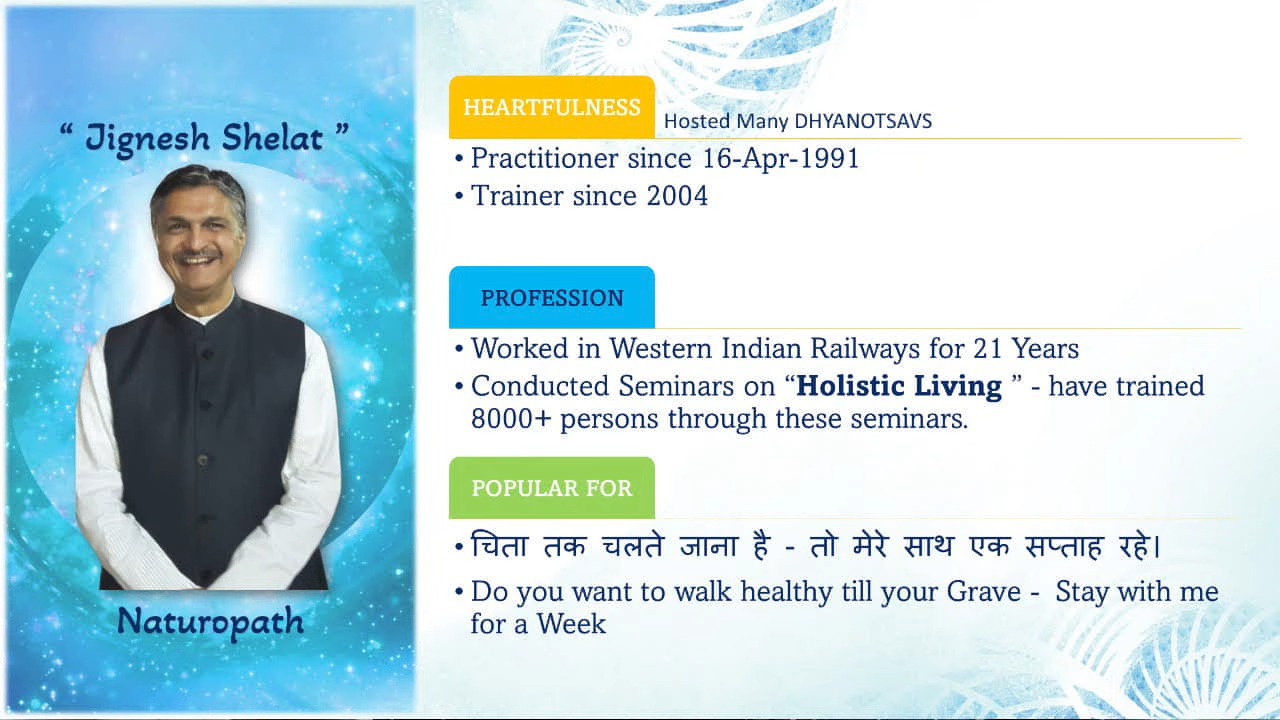 “ Jignesh Shelat ”
Naturopath
HEARTFULNESS
Hosted Many DHYANOTSAVS
• Practitioner since 16-Apr-1991
• Trainer since 2004
PROFESSION
• Worked in Western Indian Railways for 21 Years
• Conducted Seminars on “Holistic Living ” - have trained
8000+ persons through these seminars.
POPULAR FOR
• चिता तक चलते जाना है - तो मेरे साथ एक सप्ताह रहे।
• Do you want to walk healthy till your Grave - Stay with me
for a Week